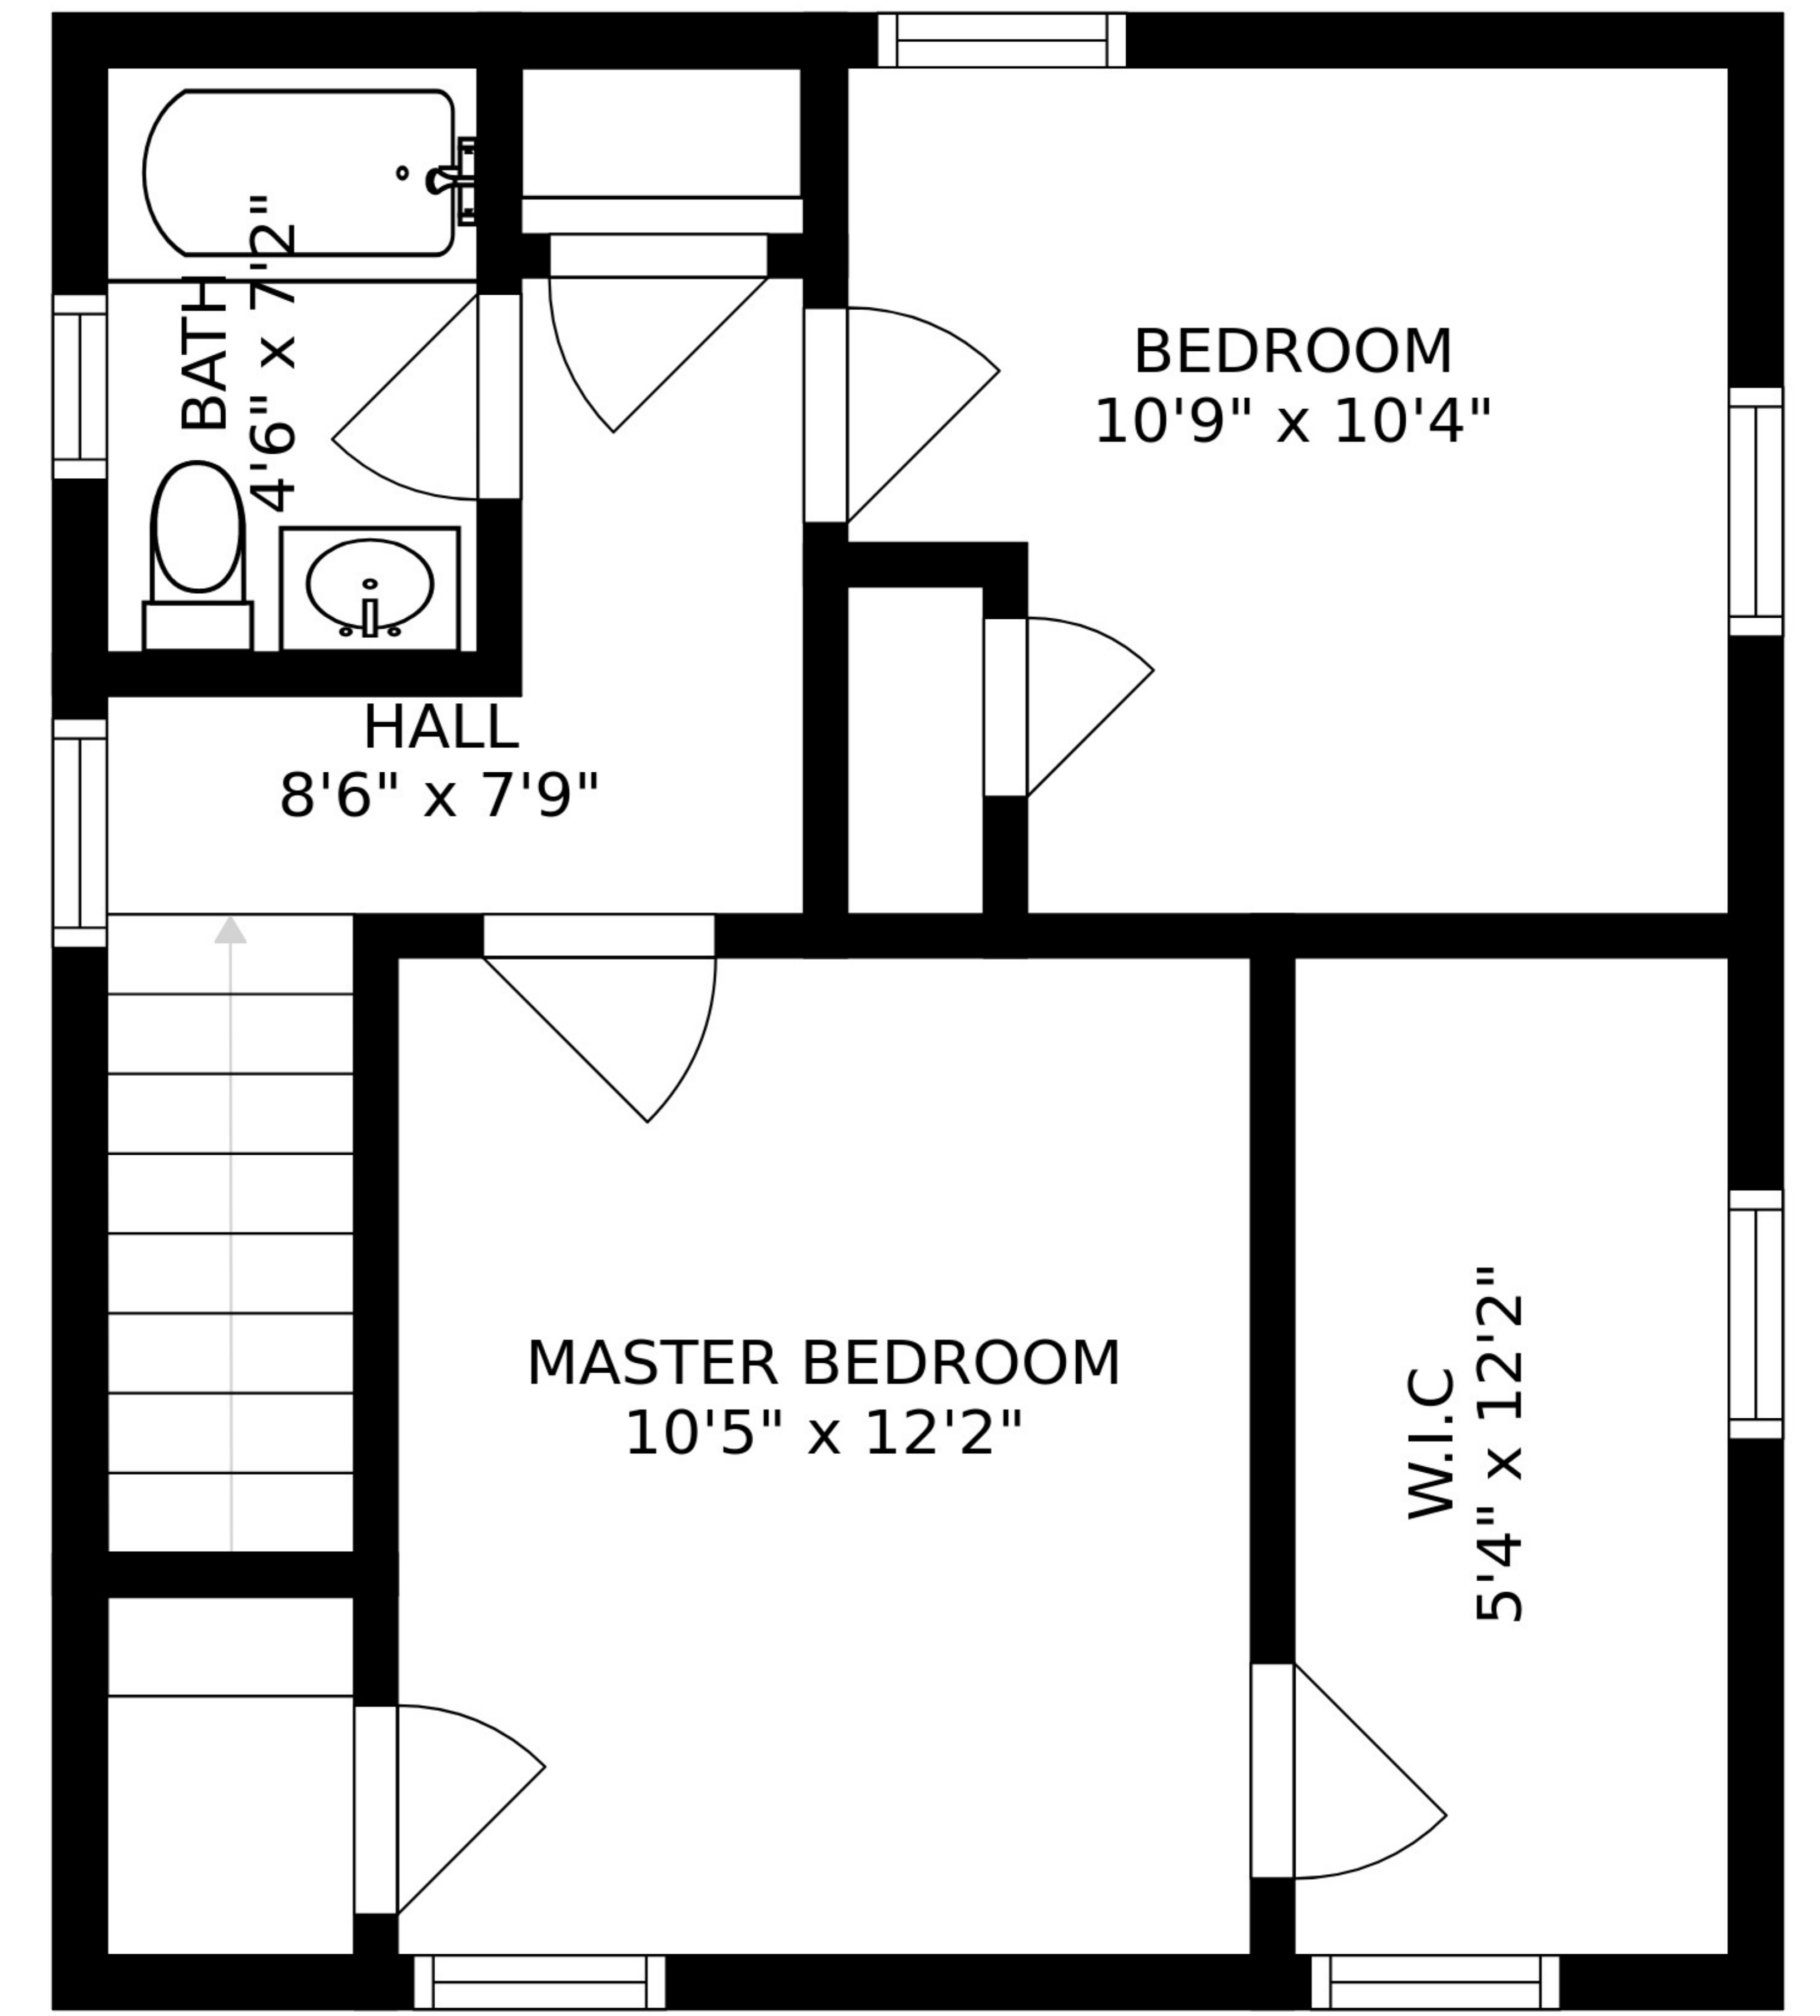 BATH
4'6" x 7'2"
BEDROOM
10'9" x 10'4"
HALL
8'6" x 7'9"
MASTER BEDROOM
10'5" x 12'2"
W.I.C
5'4" x 12'2"